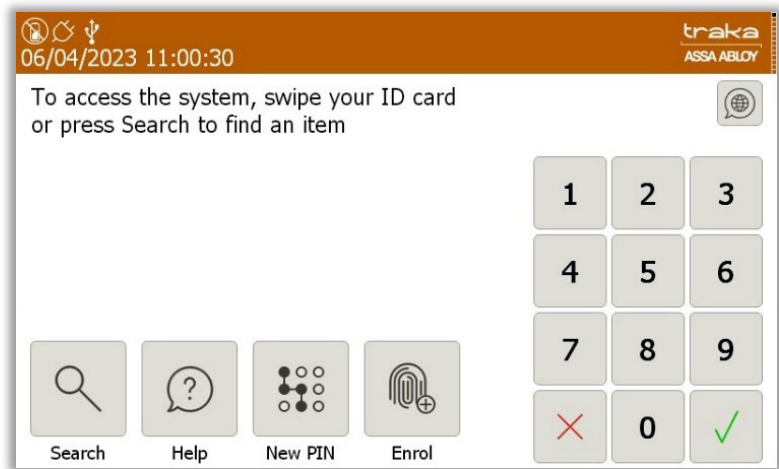 06/04/2023 11:00:30
traka
ASSA ABLOY
To access the system, swipe your ID card
or press Search to find an item
1 2 3
4 5 6
7 8 9
0
?
Search Help New PIN Enrol